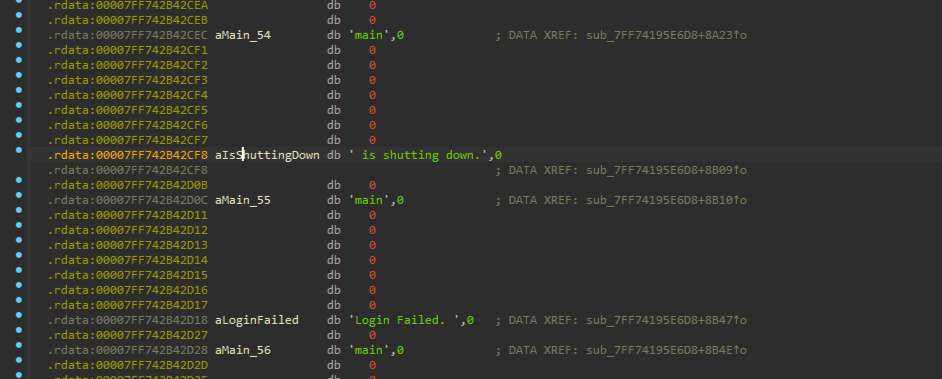 .rdata:00007FF742B42CEA db 0
.rdata:00007FF742B42CEB db 0
.rdata:00007FF742B42CEC aMain_54 db 'main',0 ; DATA XREF: sub_7FF74195E6D8+8A23↑o
.rdata:00007FF742B42CF1 db 0
.rdata:00007FF742B42CF2 db 0
.rdata:00007FF742B42CF3 db 0
.rdata:00007FF742B42CF4 db 0
.rdata:00007FF742B42CF5 db 0
.rdata:00007FF742B42CF6 db 0
.rdata:00007FF742B42CF7 db 0
.rdata:00007FF742B42CF8 aIsShuttingDown db ' is shutting down.',0
.rdata:00007FF742B42CF8 ; DATA XREF: sub_7FF74195E6D8+8B09↑o
.rdata:00007FF742B42D0B db 0
.rdata:00007FF742B42D0C aMain_55 db 'main',0 ; DATA XREF: sub_7FF74195E6D8+8B10↑o
.rdata:00007FF742B42D11 db 0
.rdata:00007FF742B42D12 db 0
.rdata:00007FF742B42D13 db 0
.rdata:00007FF742B42D14 db 0
.rdata:00007FF742B42D15 db 0
.rdata:00007FF742B42D16 db 0
.rdata:00007FF742B42D17 db 0
.rdata:00007FF742B42D18 aLoginFailed db 'Login Failed. ',0 ; DATA XREF: sub_7FF74195E6D8+8B47↑o
.rdata:00007FF742B42D27 db 0
.rdata:00007FF742B42D28 aMain_56 db 'main',0 ; DATA XREF: sub_7FF74195E6D8+8B4E↑o
.rdata:00007FF742B42D2D db 0